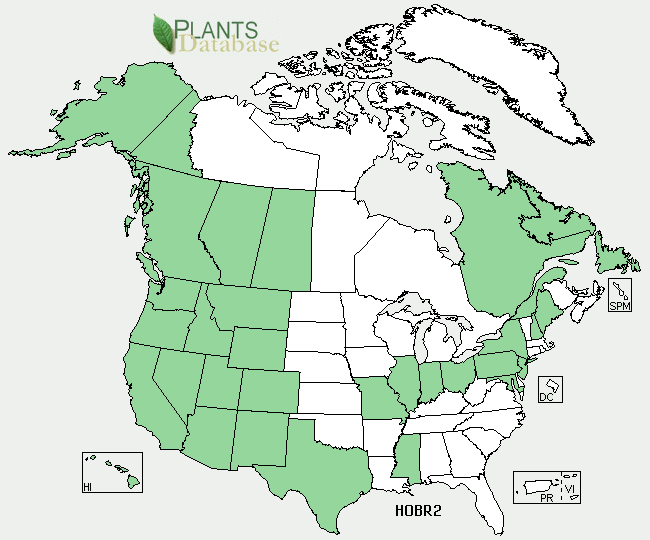 PLANTS
Database
SPM
DC
HI
PR
VI
HOBR2